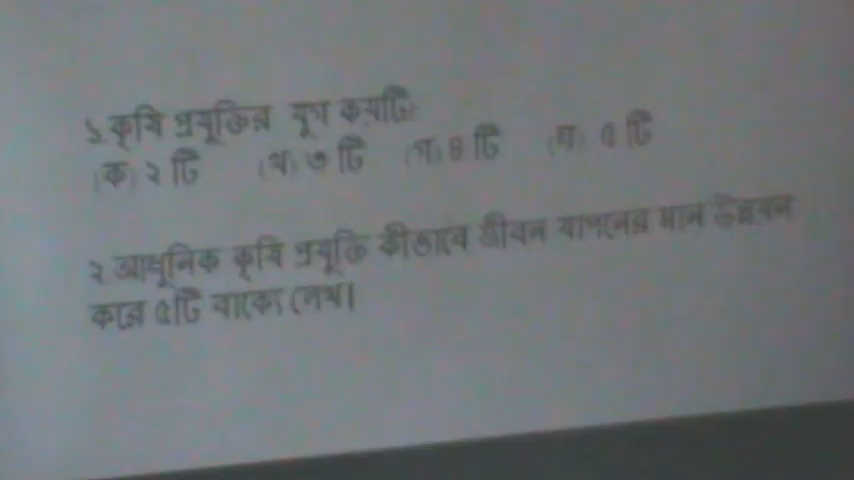 ১.কৃষি প্রযুক্তির যুগ কয়টি?
(ক) ২ টি (খ) ৩ টি (গ) ৪ টি (ঘ) ৫ টি
২.আধুনিক কৃষি প্রযুক্তি কীভাবে জীবন যাপনের মান উন্নয়ন
করে ৫টি বাক্যে লেখ।